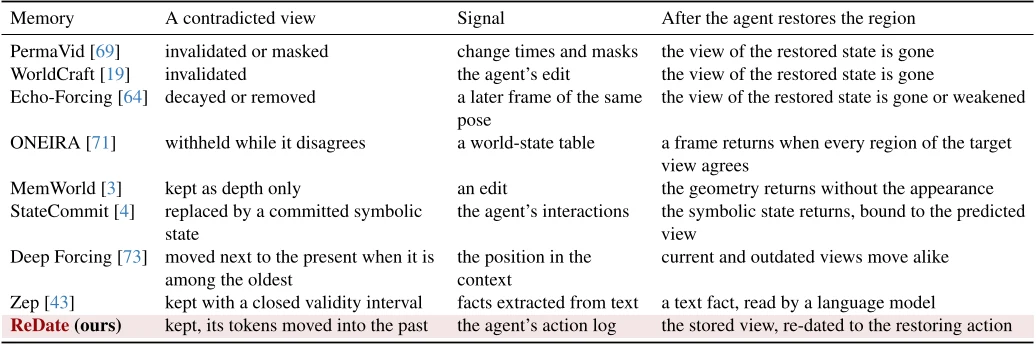 Memory A contradicted view Signal After the agent restores the region
PermaVid [69] invalidated or masked change times and masks the view of the restored state is gone
WorldCraft [19] invalidated the agent's edit the view of the restored state is gone
Echo-Forcing [64] decayed or removed a later frame of the same the view of the restored state is gone or weakened
pose
ONEIRA [71] withheld while it disagrees a world-state table a frame returns when every region of the target
view agrees
MemWorld [3] kept as depth only an edit the geometry returns without the appearance
StateCommit [4] replaced by a committed symbolic the agent's interactions the symbolic state returns, bound to the predicted
state view
Deep Forcing [73] moved next to the present when it is the position in the current and outdated views move alike
among the oldest context
Zep [43] kept with a closed validity interval facts extracted from text a text fact, read by a language model
ReDate (ours) kept, its tokens moved into the past the agent's action log the stored view, re-dated to the restoring action